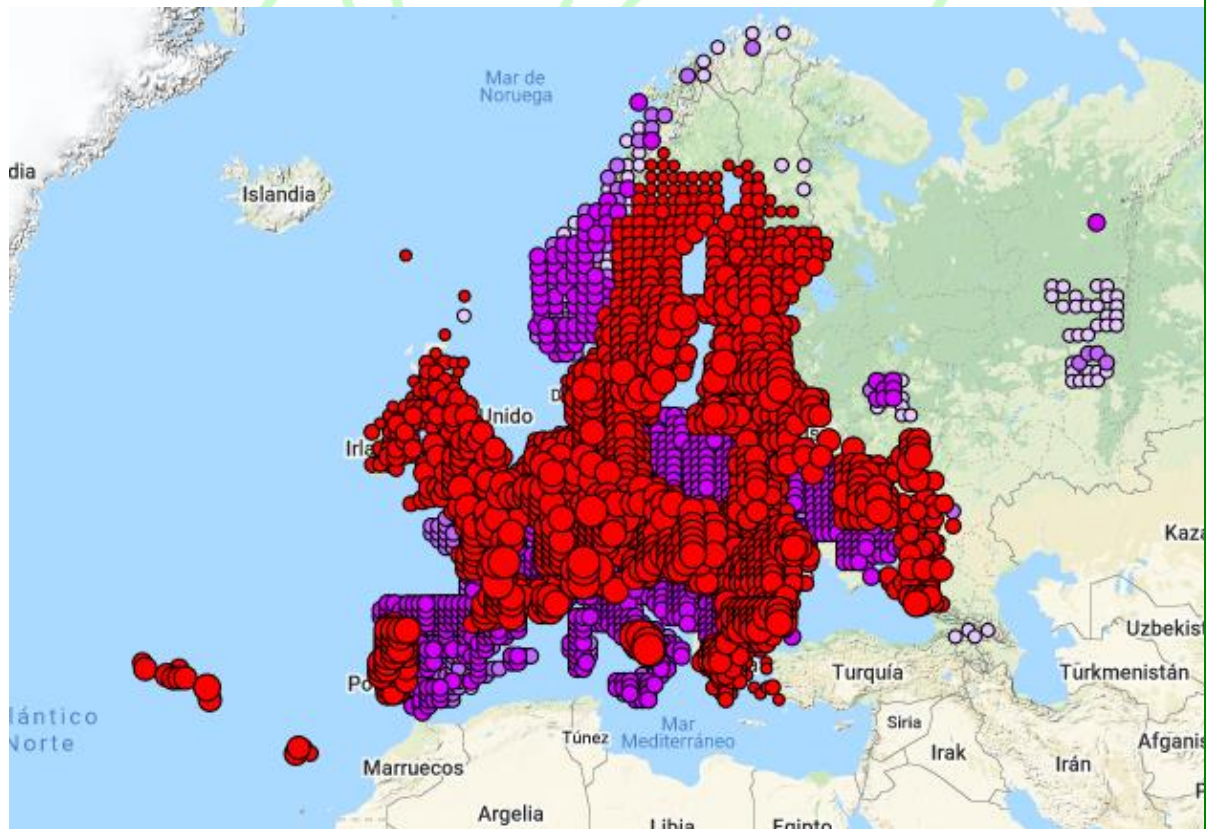 Mar de
Noruega
dia
Islandia
Unido
Irla
Kaza
Uzbekist
Turquía
Türkmenistán
Po
lántico
Norte
Siria
Mar
Mediterráneo
Túnez
Afganis
Irak
Irán
Marruecos
Argelia
Libia
Egipto